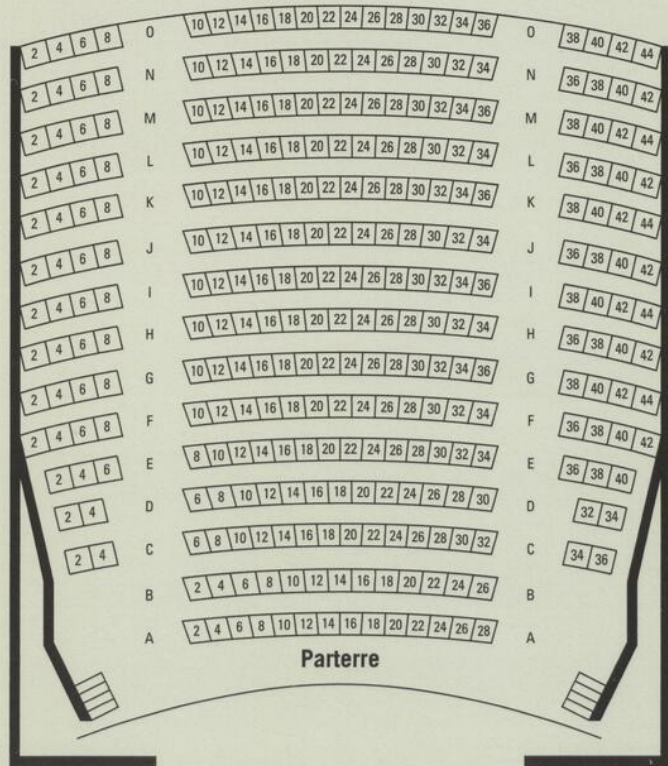 2 4 6 8 O 10 12 14 16 18 20 22 24 26 28 30 32 34 36 O 38 40 42 44
2 4 6 8 N 10 12 14 16 18 20 22 24 26 28 30 32 34 N 36 38 40 42
2 4 6 8 M 10 12 14 16 18 20 22 24 26 28 30 32 34 36 M 38 40 42 44
2 4 6 8 L 10 12 14 16 18 20 22 24 26 28 30 32 34 L 36 38 40 42
2 4 6 8 K 10 12 14 16 18 20 22 24 26 28 30 32 34 36 K 38 40 42 44
2 4 6 8 J 10 12 14 16 18 20 22 24 26 28 30 32 34 J 36 38 40 42
2 4 6 8 I 10 12 14 16 18 20 22 24 26 28 30 32 34 36 I 38 40 42 44
2 4 6 8 H 10 12 14 16 18 20 22 24 26 28 30 32 34 H 36 38 40 42
2 4 6 8 G 10 12 14 16 18 20 22 24 26 28 30 32 34 36 G 38 40 42 44
2 4 6 8 F 10 12 14 16 18 20 22 24 26 28 30 32 34 F 36 38 40 42
2 4 6 E 8 10 12 14 16 18 20 22 24 26 28 30 32 34 E 36 38 40
2 4 D 6 8 10 12 14 16 18 20 22 24 26 28 30 D 32 34
2 4 C 6 8 10 12 14 16 18 20 22 24 26 28 30 32 C 34 36
B 2 4 6 8 10 12 14 16 18 20 22 24 26 B
A 2 4 6 8 10 12 14 16 18 20 22 24 26 28 A
Parterre